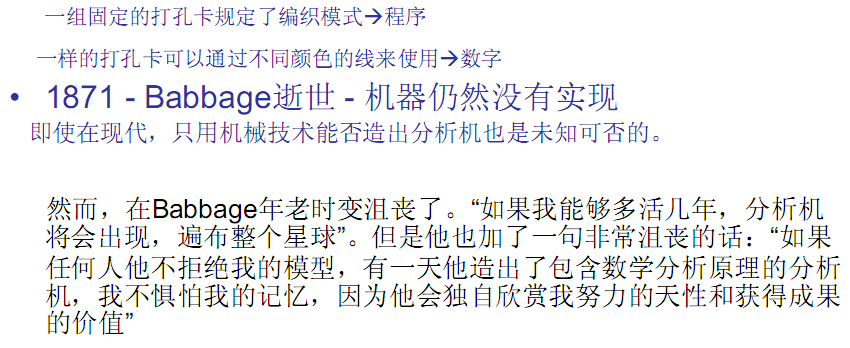 一组固定的打孔卡规定了编织模式→程序
一样的打孔卡可以通过不同颜色的线来使用→数字
• 1871 - Babbage逝世 - 机器仍然没有实现
即使在现代，只用机械技术能否造出分析机也是未知可否的。
然而，在Babbage年老时变沮丧了。“如果我能够多活几年，分析机
将会出现，遍布整个星球”。但是他也加了一句非常沮丧的话：“如果
任何人他不拒绝我的模型，有一天他造出了包含数学分析原理的分析
机，我不惧怕我的记忆，因为他会独自欣赏我努力的天性和获得成果
的价值”